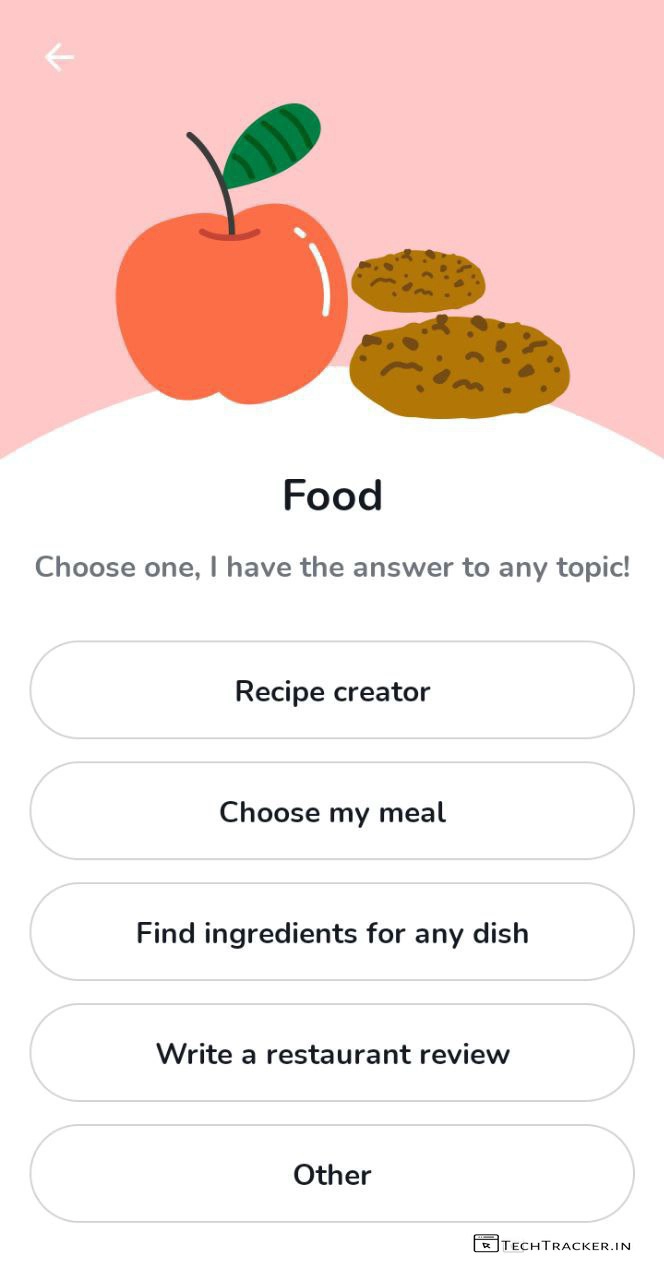 Food
Choose one, I have the answer to any topic!
Recipe creator
Choose my meal
Find ingredients for any dish
Write a restaurant review
Other
TECHTRACKER.IN